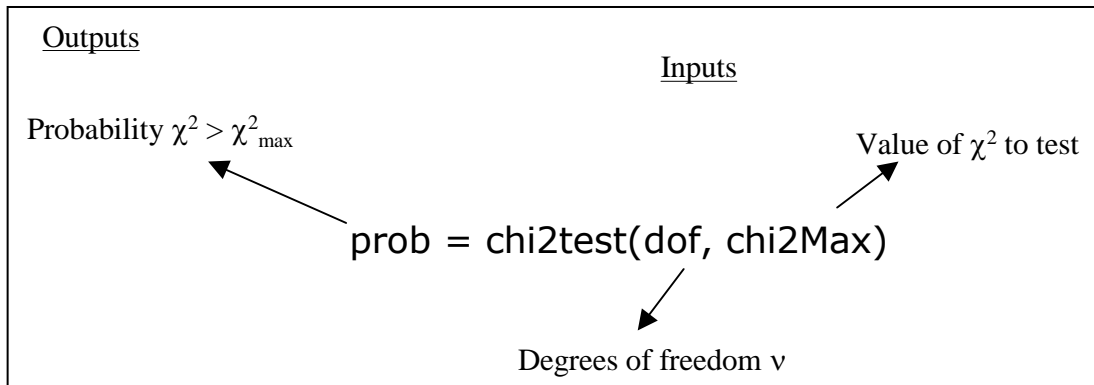 Outputs
Inputs
Probability χ² > χ²max
Value of χ² to test
prob = chi2test(dof, chi2Max)
Degrees of freedom ν